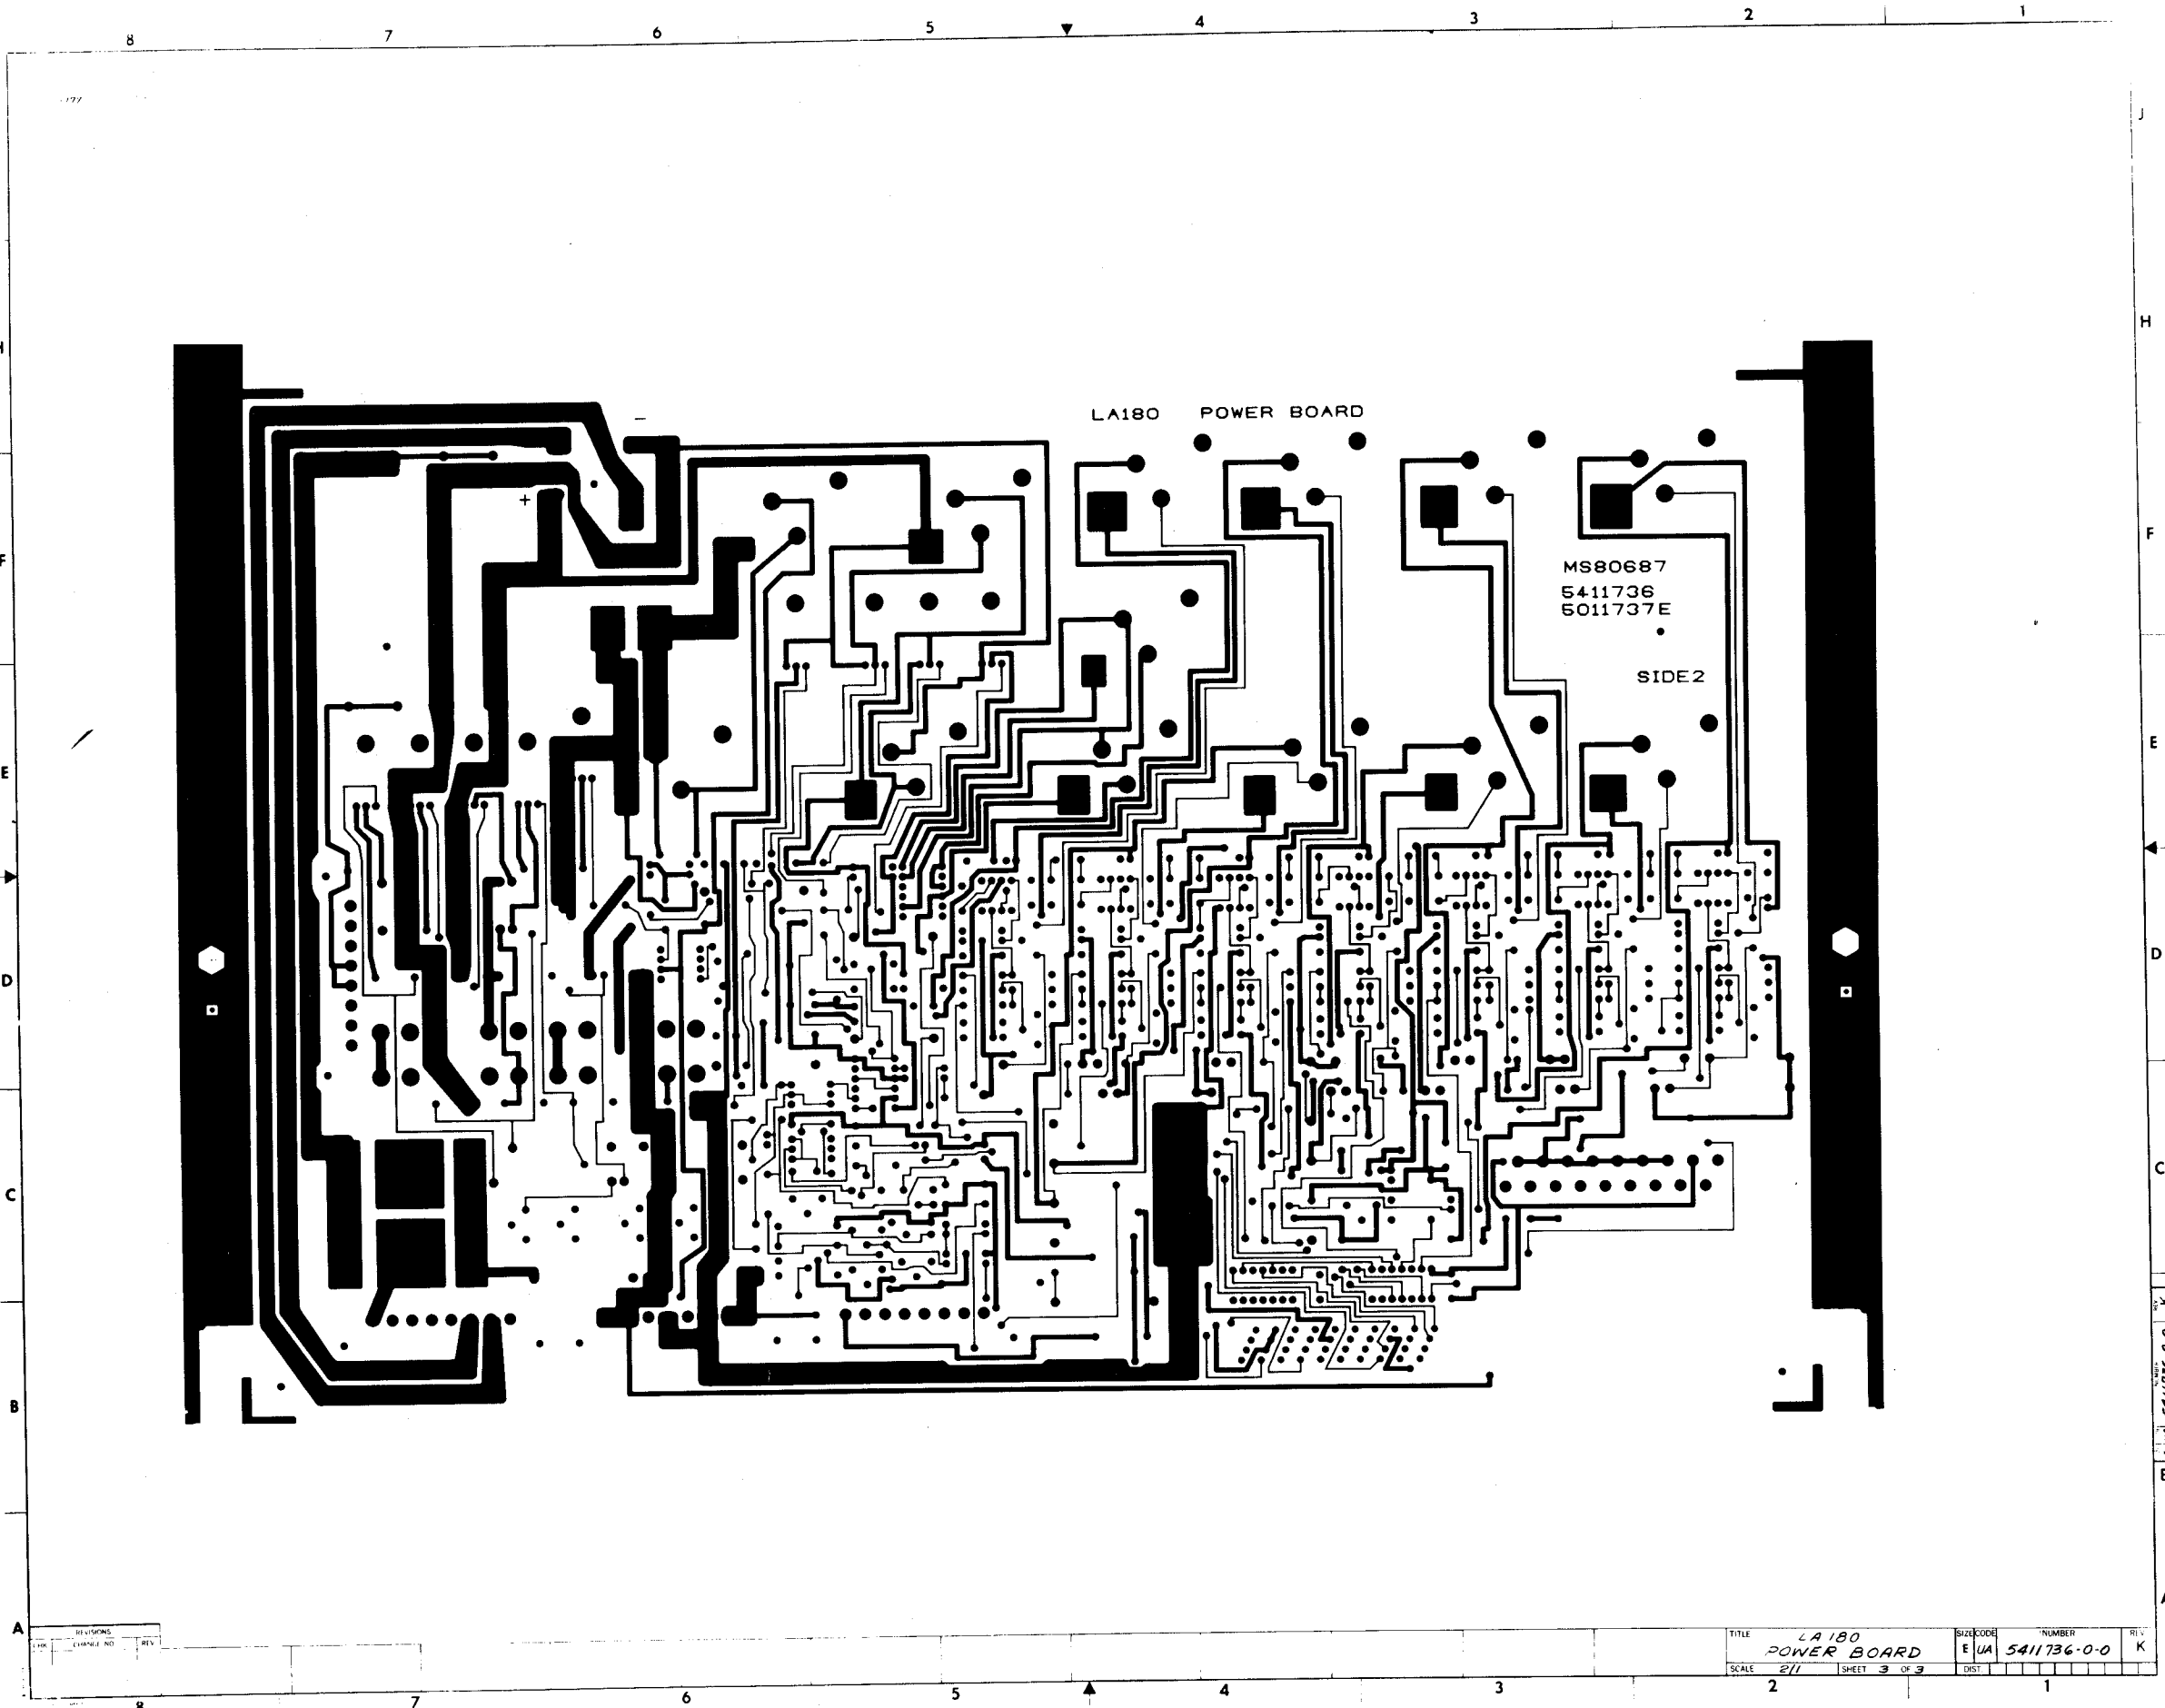 8 7 6 5 4 3 2 1
J
H
H
LA180 POWER BOARD
−
+
F
F
MS80687
5411736
5011737E
SIDE2
E
E
D
D
C
C
B
A
REVISIONS
CHK CHANGE NO REV
TITLE LA180 POWER BOARD
SIZE E CODE UA NUMBER 5411736-0-0 REV K
SCALE 2/1 SHEET 3 OF 3 DIST.
8 7 6 5 4 3 2 1